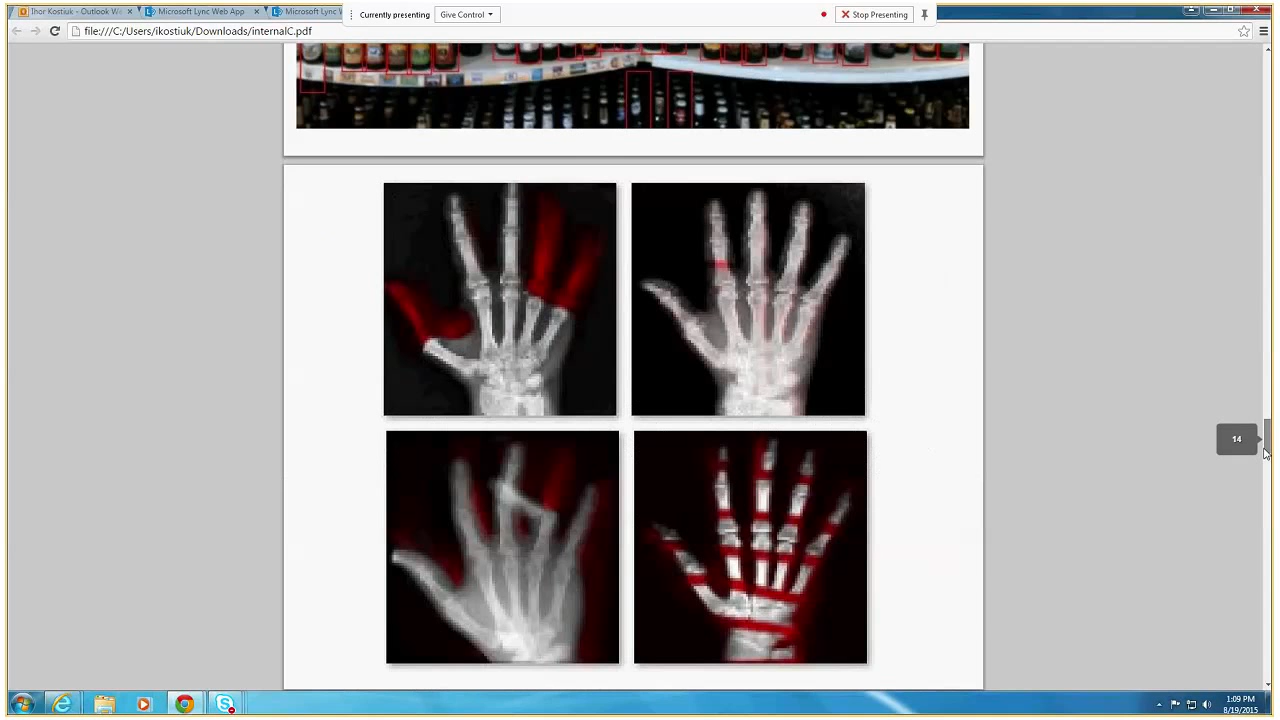 Ihor Kostiuk – Outlook We
Microsoft Lync Web App
Microsoft Lync W
Currently presenting
Give Control
Stop Presenting
file:///C:/Users/ikostiuk/Downloads/internalC.pdf
14
1:09 PM
8/19/2015